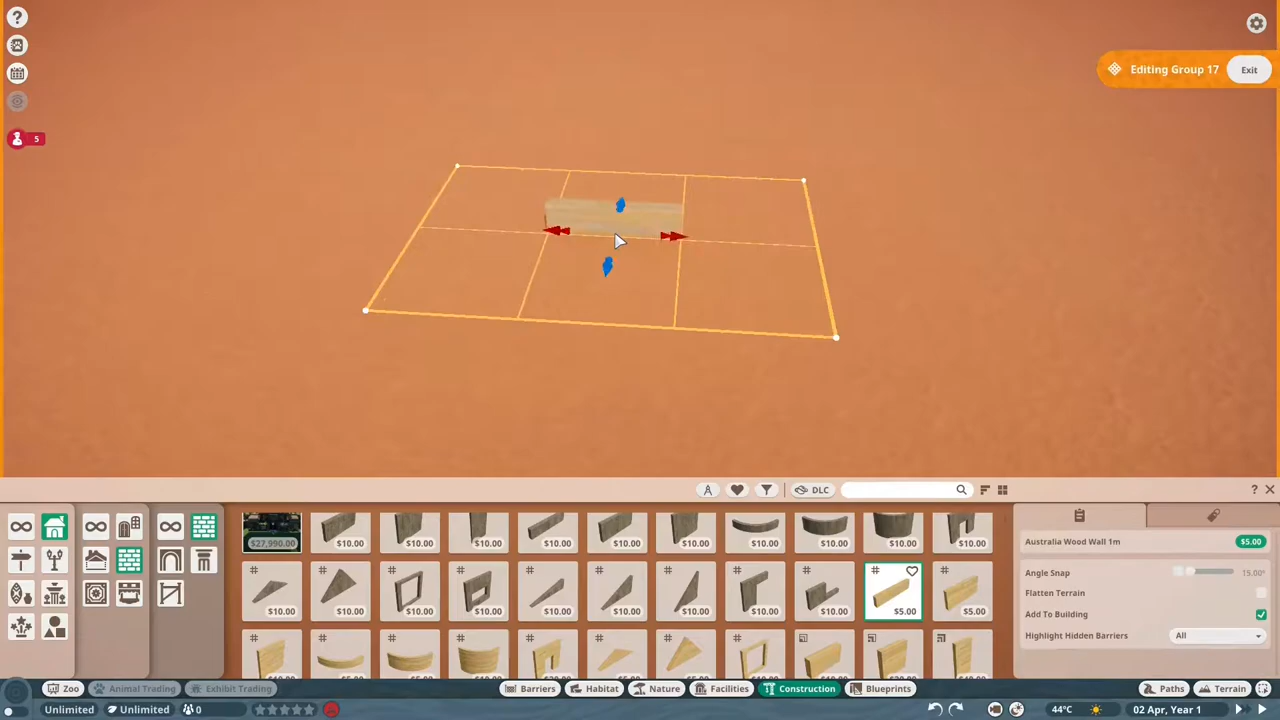 ?
Editing Group 17
Exit
5
A
DLC
?
$27,990.00
$10.00
$10.00
$10.00
$10.00
$10.00
$10.00
$10.00
$10.00
$10.00
$10.00
Australia Wood Wall 1m
$5.00
$10.00
$10.00
$10.00
$10.00
$10.00
$10.00
$10.00
$10.00
$10.00
$5.00
$5.00
Angle Snap
15.00°
Flatten Terrain
Add To Building
Highlight Hidden Barriers
All
Zoo
Animal Trading
Exhibit Trading
Barriers
Habitat
Nature
Facilities
Construction
Blueprints
Paths
Terrain
Unlimited
Unlimited
0
44°C
02 Apr, Year 1